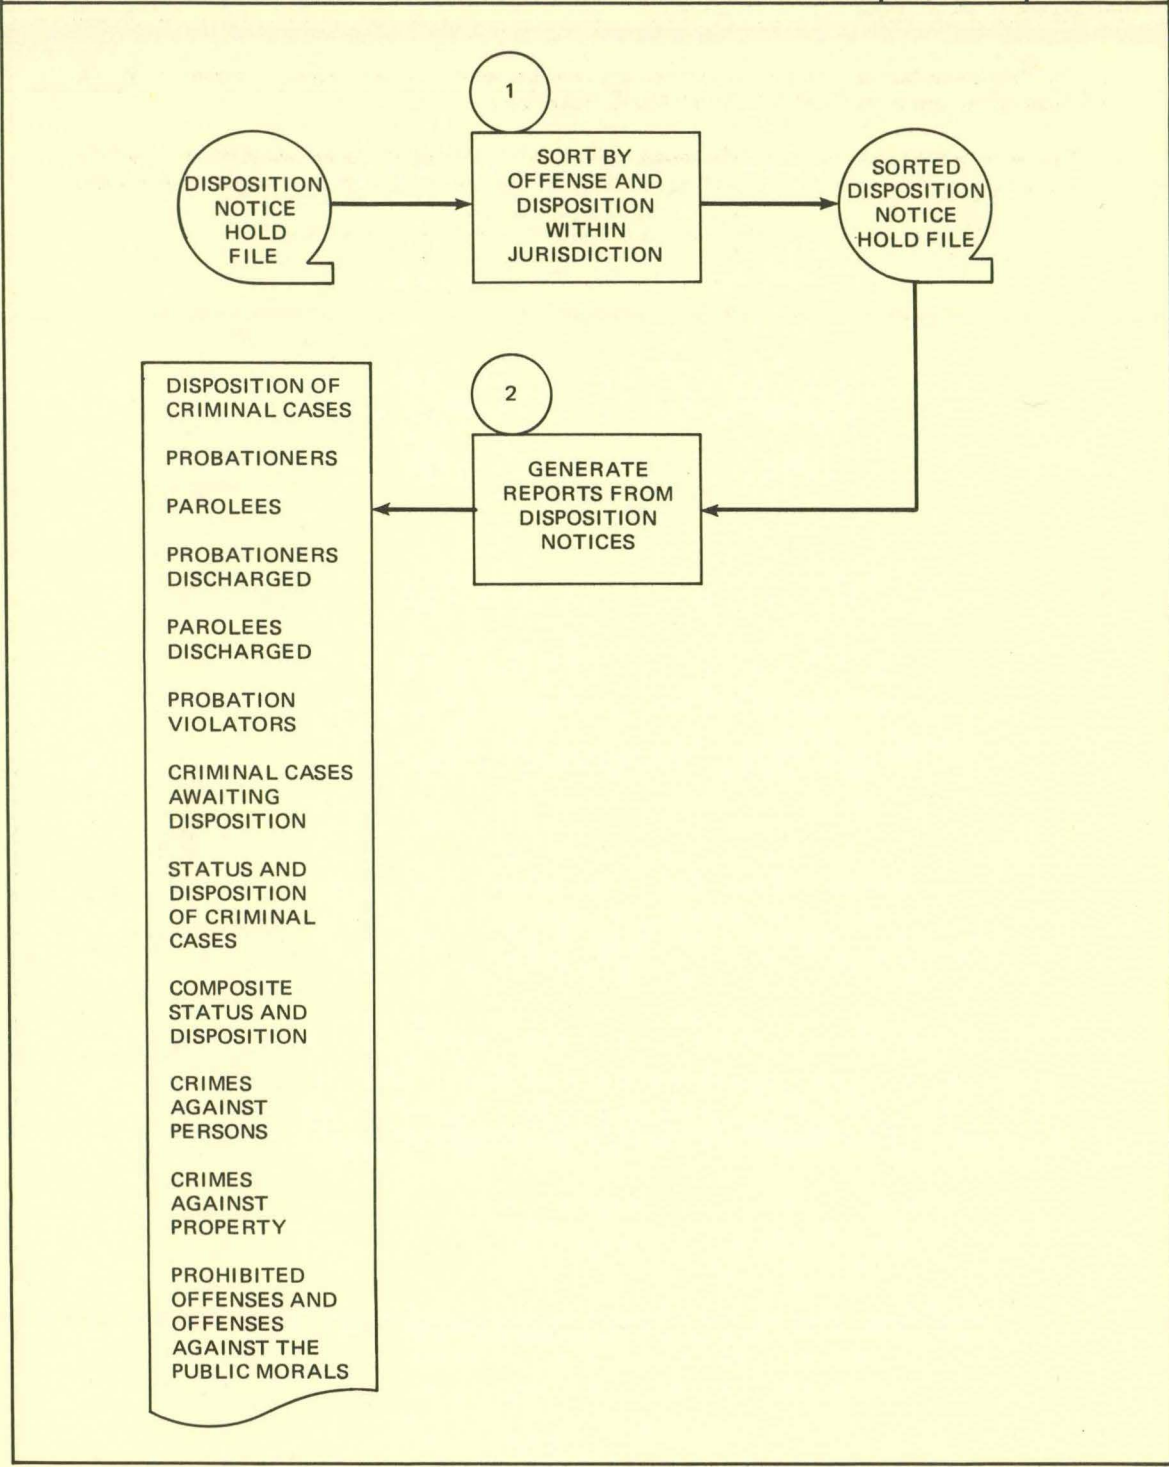 1
DISPOSITION
NOTICE
HOLD
FILE
SORT BY
OFFENSE AND
DISPOSITION
WITHIN
JURISDICTION
SORTED
DISPOSITION
NOTICE
HOLD FILE
2
GENERATE
REPORTS FROM
DISPOSITION
NOTICES
DISPOSITION OF
CRIMINAL CASES
PROBATIONERS
PAROLEES
PROBATIONERS
DISCHARGED
PAROLEES
DISCHARGED
PROBATION
VIOLATORS
CRIMINAL CASES
AWAITING
DISPOSITION
STATUS AND
DISPOSITION
OF CRIMINAL
CASES
COMPOSITE
STATUS AND
DISPOSITION
CRIMES
AGAINST
PERSONS
CRIMES
AGAINST
PROPERTY
PROHIBITED
OFFENSES AND
OFFENSES
AGAINST THE
PUBLIC MORALS